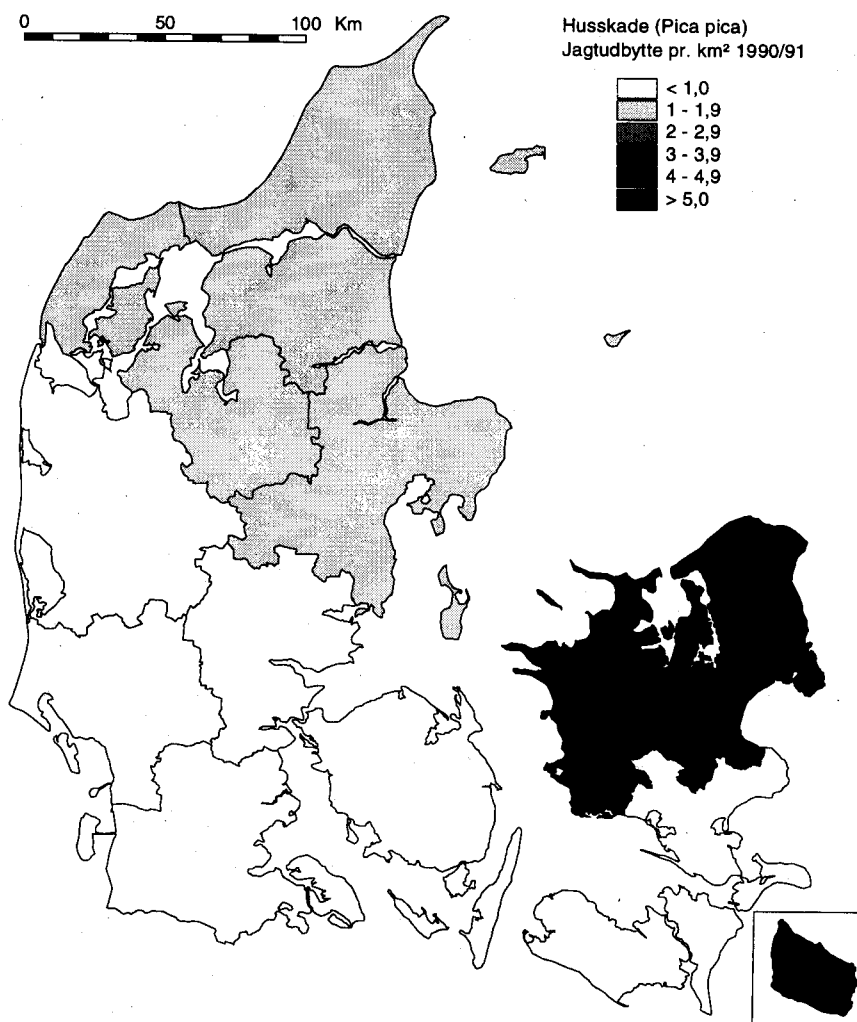 0 50 100 Km
Husskade (Pica pica)
Jagtudbytte pr. km² 1990/91
< 1,0
1 - 1,9
2 - 2,9
3 - 3,9
4 - 4,9
> 5,0